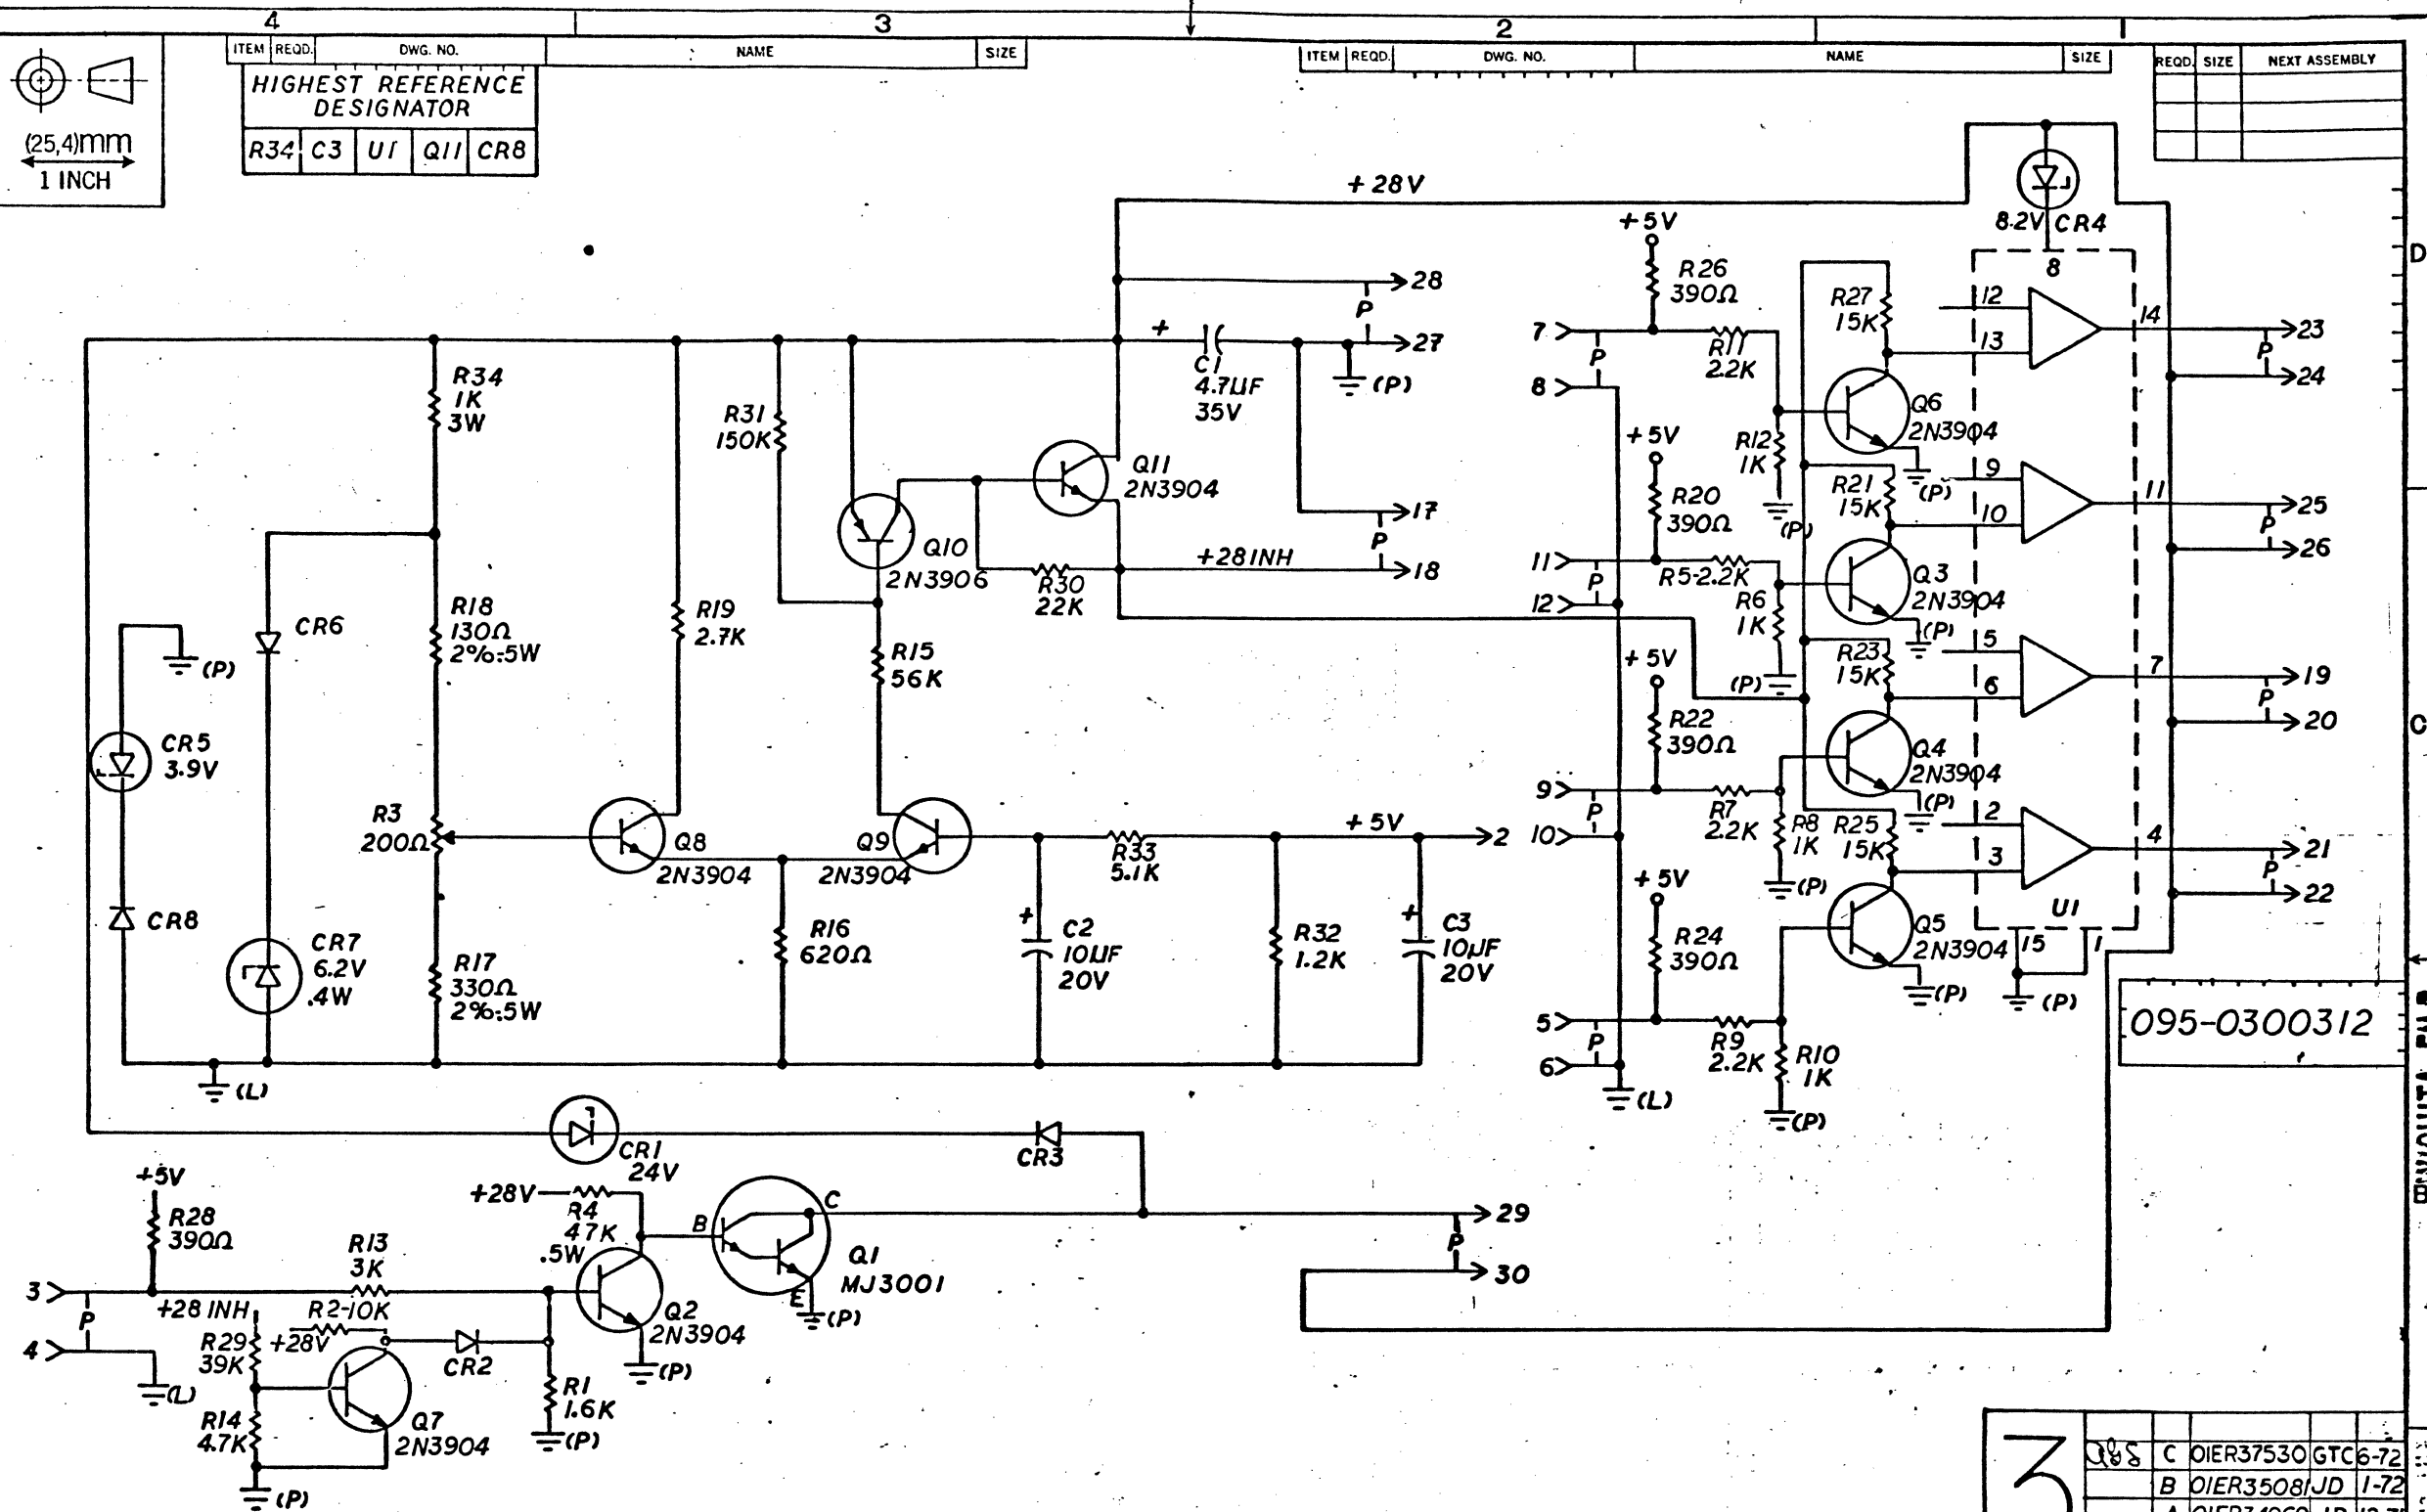 4 3 2
ITEM REQD. DWG. NO. NAME SIZE
ITEM REQD. DWG. NO. NAME SIZE
REQD. SIZE NEXT ASSEMBLY
(25,4)mm
1 INCH
HIGHEST REFERENCE
DESIGNATOR
R34 C3 U1 Q11 CR8
+28V
8.2V CR4
+5V
R26
390Ω
8
D
28
P
27
(P)
+
C1
4.7UF
35V
7
P
8
R11
2.2K
R27
15K
12
13
14
23
P
24
R34
1K
3W
R31
150K
Q11
2N3904
Q6
2N3904
(P)
R12
1K
(P)
+5V
R20
390Ω
R21
15K
9
10
11
25
P
26
17
P
18
+28 INH
Q10
2N3906
R30
22K
11
P
12
R5-2.2K
R6
1K
(P)
Q3
2N3904
(P)
CR6
R18
130Ω
2%:5W
R19
2.7K
R15
56K
(P)
+5V
R22
390Ω
R23
15K
5
6
7
19
P
20
C
CR5
3.9V
R3
200Ω
Q8
2N3904
Q9
2N3904
R33
5.1K
+5V
2
9
P
10
R7
2.2K
R8
1K
(P)
Q4
2N3904
(P)
R25
15K
2
3
4
21
P
22
CR8
CR7
6.2V
.4W
R17
330Ω
2%:5W
R16
620Ω
+
C2
10UF
20V
R32
1.2K
+
C3
10µF
20V
+5V
R24
390Ω
Q5
2N3904
(P)
U1
15 1
(P)
5
P
6
(L)
R9
2.2K
R10
1K
(P)
095-0300312
(L)
CR1
24V
CR3
+5V
R28
390Ω
+28V
R4
47K
.5W
B
C
E
Q1
MJ3001
(P)
29
P
30
B
3
P
4
(L)
R13
3K
+28 INH
R2-10K
+28V
R29
39K
CR2
Q2
2N3904
(P)
R14
4.7K
Q7
2N3904
(P)
R1
1.6K
(P)
3
C 01ER37530 GTC 6-72
B 01ER35081 JD 1-72